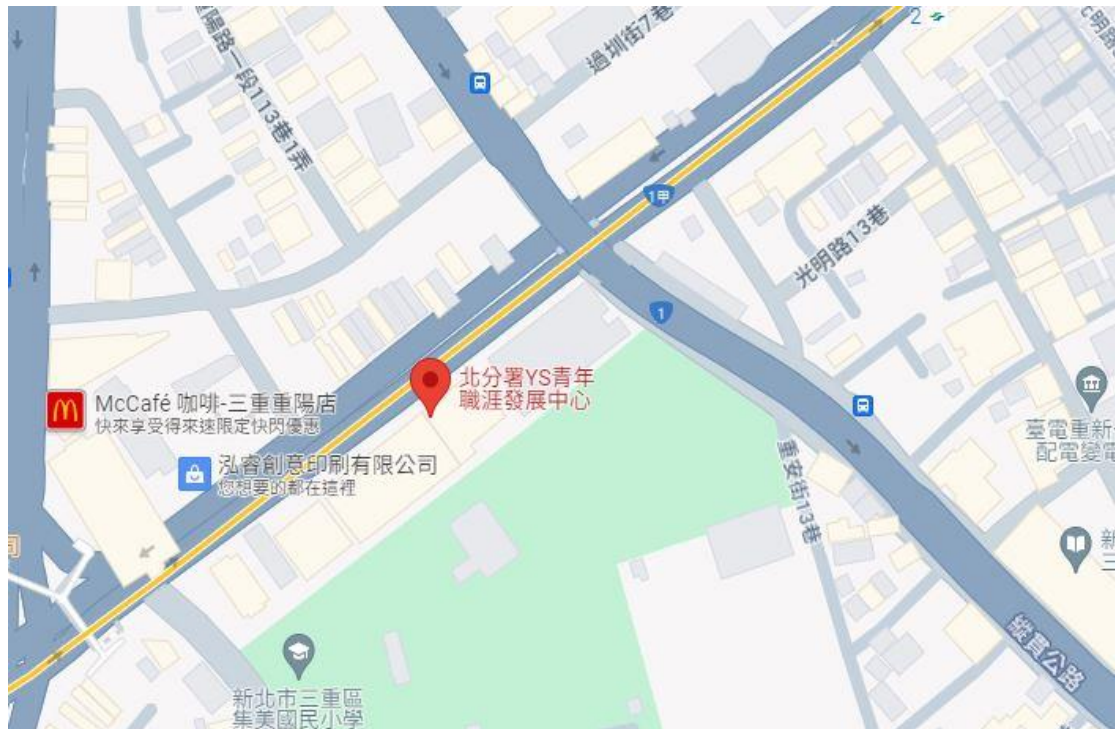 2
過圳街7巷
重陽路一段113巷1弄
1甲
光明路13巷
1
北分署YS青年
職涯發展中心
McCafé 咖啡-三重重陽店
快來享受得來速限定快閃優惠
泓睿創意印刷有限公司
您想要的都在這裡
臺電重新
配電變電
重安街13巷
新
三
縱貫公路
新北市三重區
集美國民小學